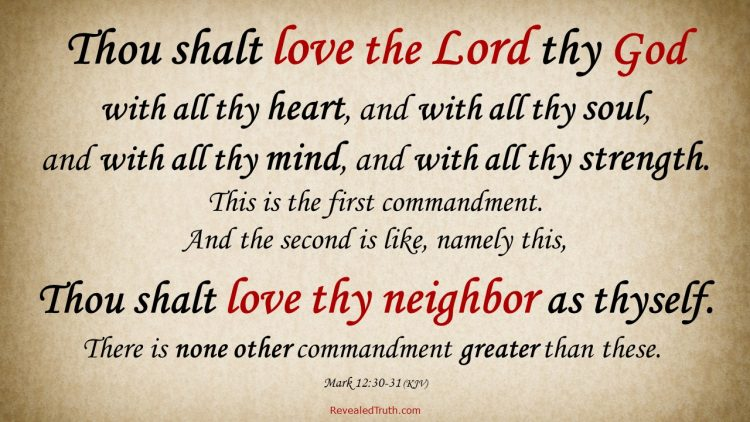 Thou shalt love the Lord thy God
with all thy heart, and with all thy soul,
and with all thy mind, and with all thy strength.
This is the first commandment.
And the second is like, namely this,
Thou shalt love thy neighbor as thyself.
There is none other commandment greater than these.
Mark 12:30-31 (KJV)
RevealedTruth.com